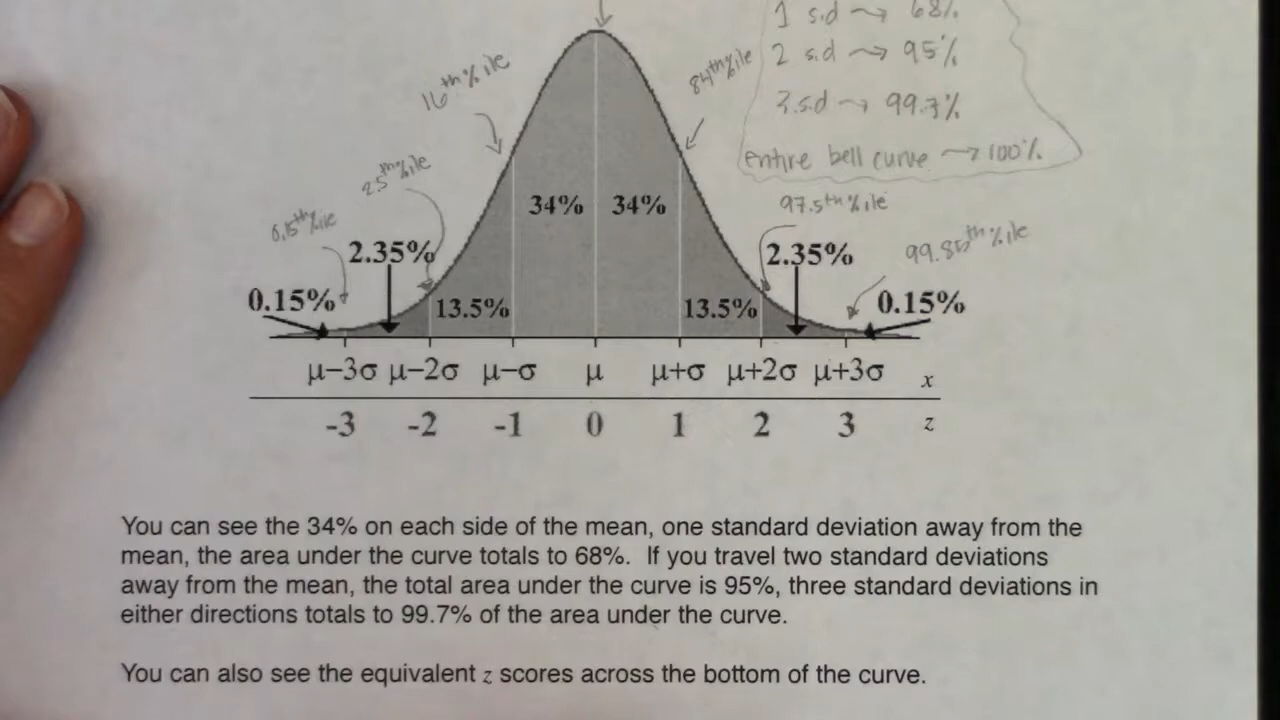 1 s.d → 68%
2 s.d → 95%
3.s.d → 99.7%
entire bell curve → 100%
16th %ile
84th %ile
2.5th %ile
97.5th %ile
0.15th %ile
99.85th %ile
34% 34%
2.35% 2.35%
0.15% 13.5% 13.5% 0.15%
μ−3σ μ−2σ μ−σ μ μ+σ μ+2σ μ+3σ x
-3 -2 -1 0 1 2 3 z
You can see the 34% on each side of the mean, one standard deviation away from the
mean, the area under the curve totals to 68%. If you travel two standard deviations
away from the mean, the total area under the curve is 95%, three standard deviations in
either directions totals to 99.7% of the area under the curve.
You can also see the equivalent z scores across the bottom of the curve.